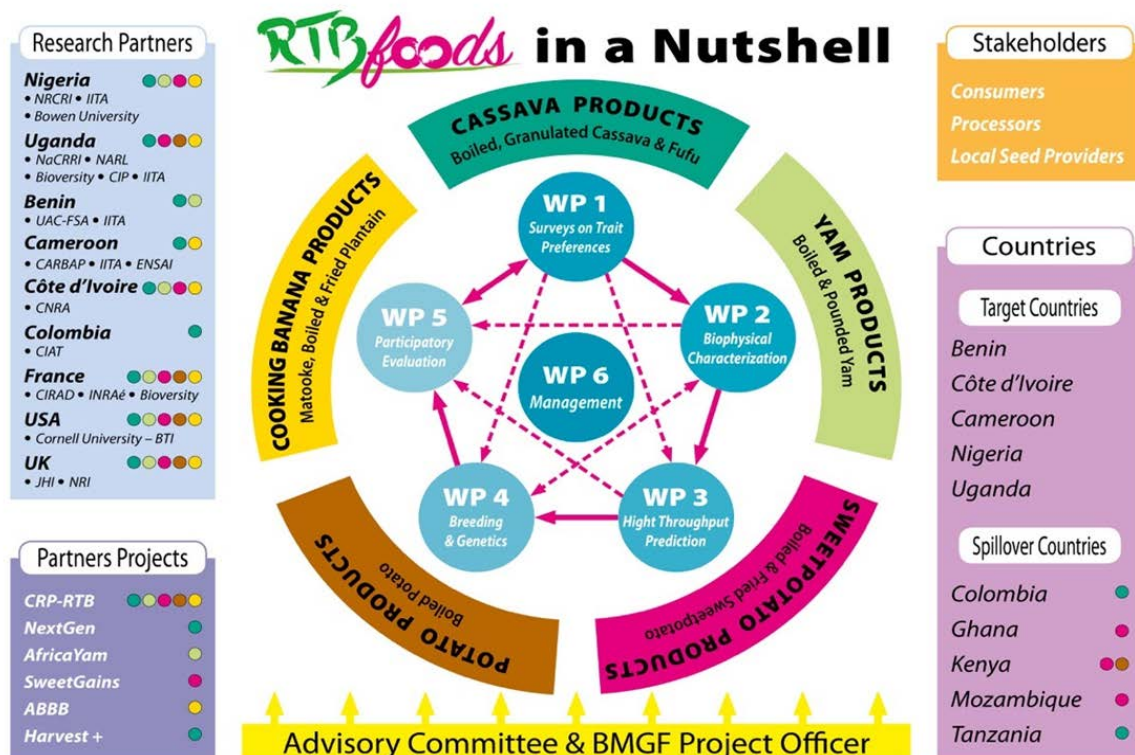 RTBfoods in a Nutshell
Research Partners
Nigeria
• NRCRI • IITA
• Bowen University
Uganda
• NaCRRI • NARL
• Bioversity • CIP • IITA
Benin
• UAC-FSA • IITA
Cameroon
• CARBAP • IITA • ENSAI
Côte d'Ivoire
• CNRA
Colombia
• CIAT
France
• CIRAD • INRAé • Bioversity
USA
• Cornell University – BTI
UK
• JHI • NRI
Partners Projects
CRP-RTB
NextGen
AfricaYam
SweetGains
ABBB
Harvest +
CASSAVA PRODUCTS
Boiled, Granulated Cassava & Fufu
YAM PRODUCTS
Boiled & Pounded Yam
SWEETPOTATO PRODUCTS
Boiled & Fried Sweetpotato
POTATO PRODUCTS
Boiled Potato
COOKING BANANA PRODUCTS
Matooke, Boiled & Fried Plantain
WP 1
Surveys on Trait
Preferences
WP 2
Biophysical
Characterization
WP 3
Hight Throughput
Prediction
WP 4
Breeding
& Genetics
WP 5
Participatory
Evaluation
WP 6
Management
Advisory Committee & BMGF Project Officer
Stakeholders
Consumers
Processors
Local Seed Providers
Countries
Target Countries
Benin
Côte d'Ivoire
Cameroon
Nigeria
Uganda
Spillover Countries
Colombia
Ghana
Kenya
Mozambique
Tanzania